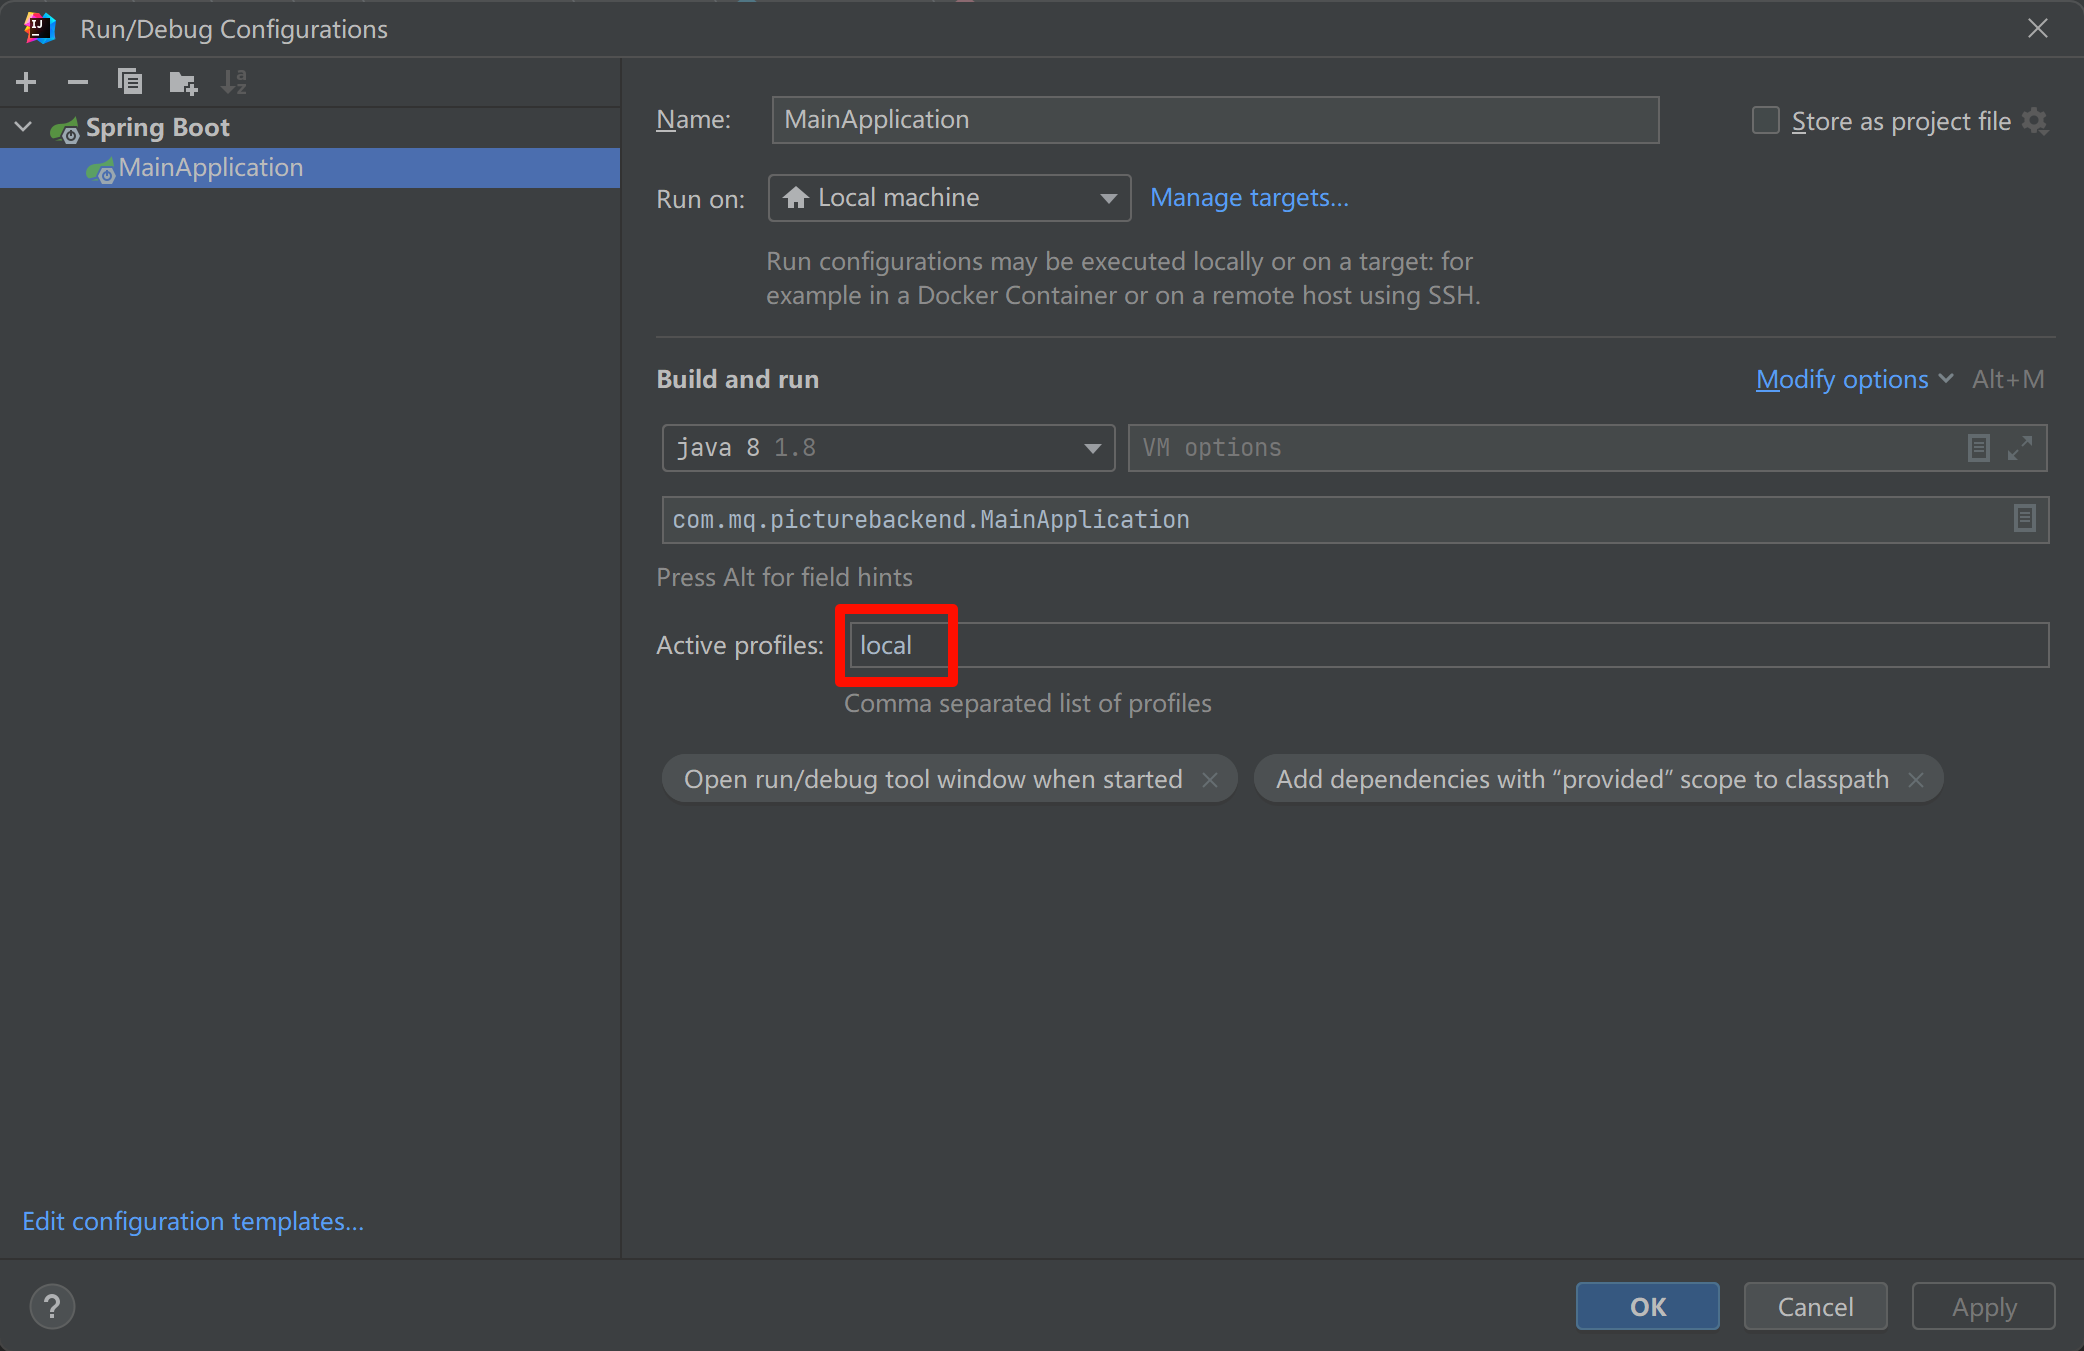 Run/Debug Configurations
Spring Boot
MainApplication
Name: MainApplication
Store as project file
Run on: Local machine Manage targets...
Run configurations may be executed locally or on a target: for
example in a Docker Container or on a remote host using SSH.
Build and run
Modify options Alt+M
java 8 1.8
VM options
com.mq.picturebackend.MainApplication
Press Alt for field hints
Active profiles: local
Comma separated list of profiles
Open run/debug tool window when started
Add dependencies with “provided” scope to classpath
Edit configuration templates...
?
OK
Cancel
Apply